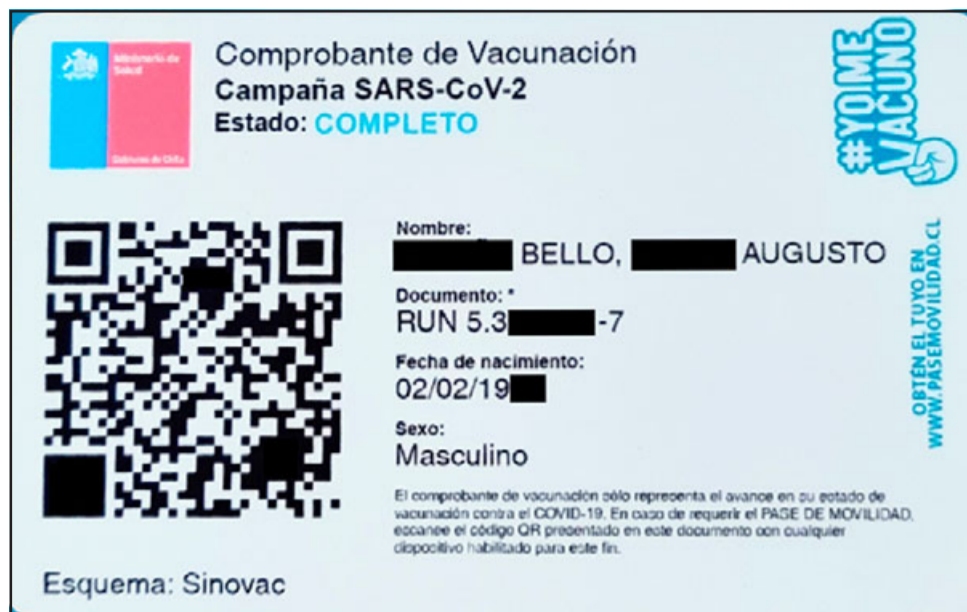 Ministerio de
Salud
Gobierno de Chile
Comprobante de Vacunación
Campaña SARS-CoV-2
Estado: COMPLETO
#YO ME
VACUNO
Nombre:
BELLO, AUGUSTO
Documento: *
RUN 5.3 -7
Fecha de nacimiento:
02/02/19
Sexo:
Masculino
El comprobante de vacunación sólo representa el avance en su estado de
vacunación contra el COVID-19. En caso de requerir el PASE DE MOVILIDAD,
escanee el código QR presentado en este documento con cualquier
dispositivo habilitado para este fin.
OBTÉN EL TUYO EN
WWW.PASEMOVILIDAD.CL
Esquema: Sinovac